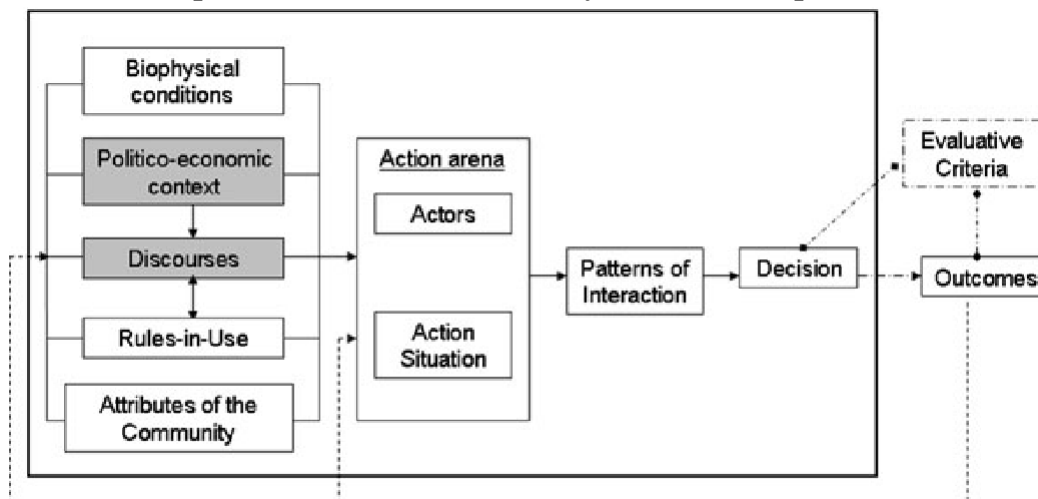 Biophysical
conditions
Politico-economic
context
Discourses
Rules-in-Use
Attributes of the
Community
Action arena
Actors
Action
Situation
Patterns of
Interaction
Decision
Evaluative
Criteria
Outcomes